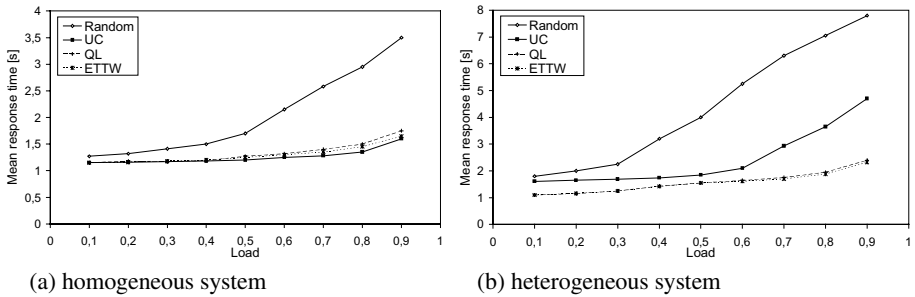 4
3,5
3
2,5
2
1,5
1
0,5
0
Mean response time [s]
Random
UC
QL
ETTW
0 0,1 0,2 0,3 0,4 0,5 0,6 0,7 0,8 0,9 1
Load
(a) homogeneous system
8
7
6
5
4
3
2
1
0
Mean response time [s]
Random
UC
QL
ETTW
0 0,1 0,2 0,3 0,4 0,5 0,6 0,7 0,8 0,9 1
Load
(b) heterogeneous system